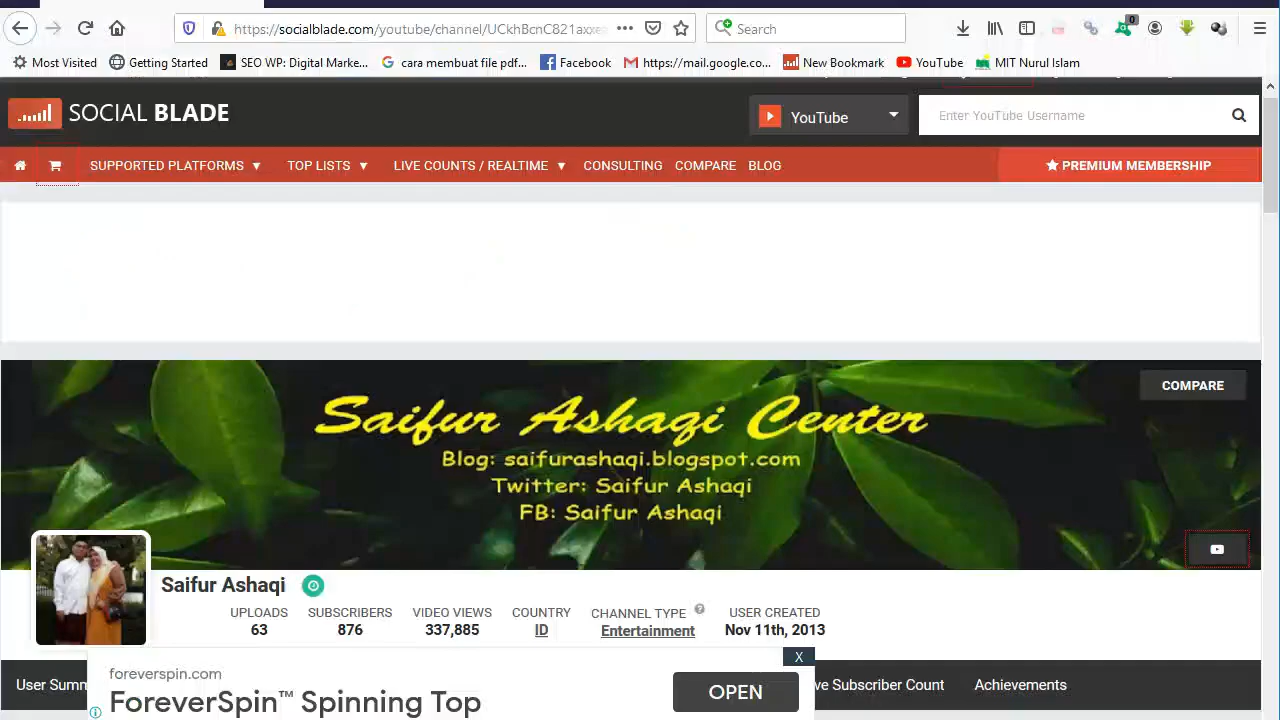 https://socialblade.com/youtube/channel/UCkhBcnC821axxea
Search
0
Most Visit
Getting Starte
SEO WP
Digital Marke...
cara membuat file pdf...
Facebook
https://mail.google.co...
New Bookmark
YouTube
MIT Nurul Islam
SOCIAL BLADE
YouTube
Enter YouTube Username
SUPPORTED PLATFORMS
TOP LISTS
LIVE COUNTS / REALTIME
CONSULTING
COMPARE
BLOG
PREMIUM MEMBERSHIP
COMPARE
Saifur Ashaqi Center
Blog: saifurashaqi.blogspot.com
Twitter: Saifur Ashaqi
FB: Saifur Ashaqi
Saifur Ashaqi
UPLOADS
63
SUBSCRIBERS
876
VIDEO VIEWS
337,885
COUNTRY
ID
CHANNEL TYPE ?
Entertainment
USER CREATED
Nov 11th, 2013
X
foreverspin.com
ForeverSpin™ Spinning Top
OPEN
User Summ
ve Subscriber Count
Achievements